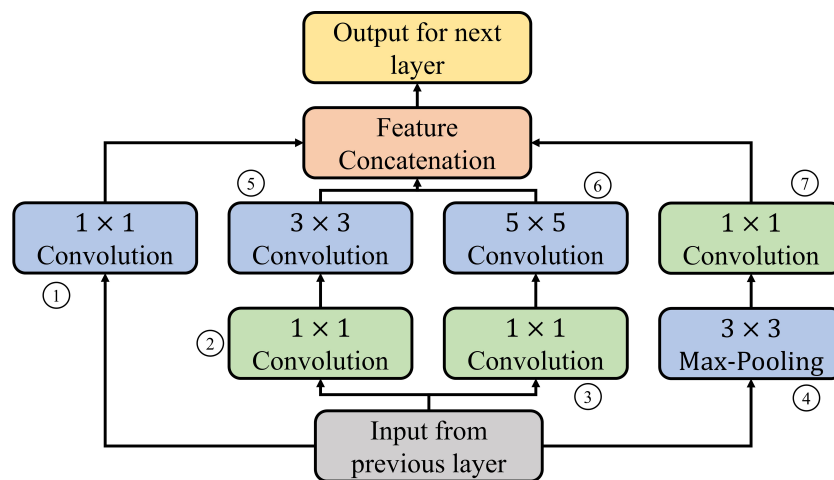 Output for next
layer
Feature
Concatenation
5
6
7
1 × 1
Convolution
3 × 3
Convolution
5 × 5
Convolution
1 × 1
Convolution
1
2
1 × 1
Convolution
1 × 1
Convolution
3 × 3
Max-Pooling
3
4
Input from
previous layer